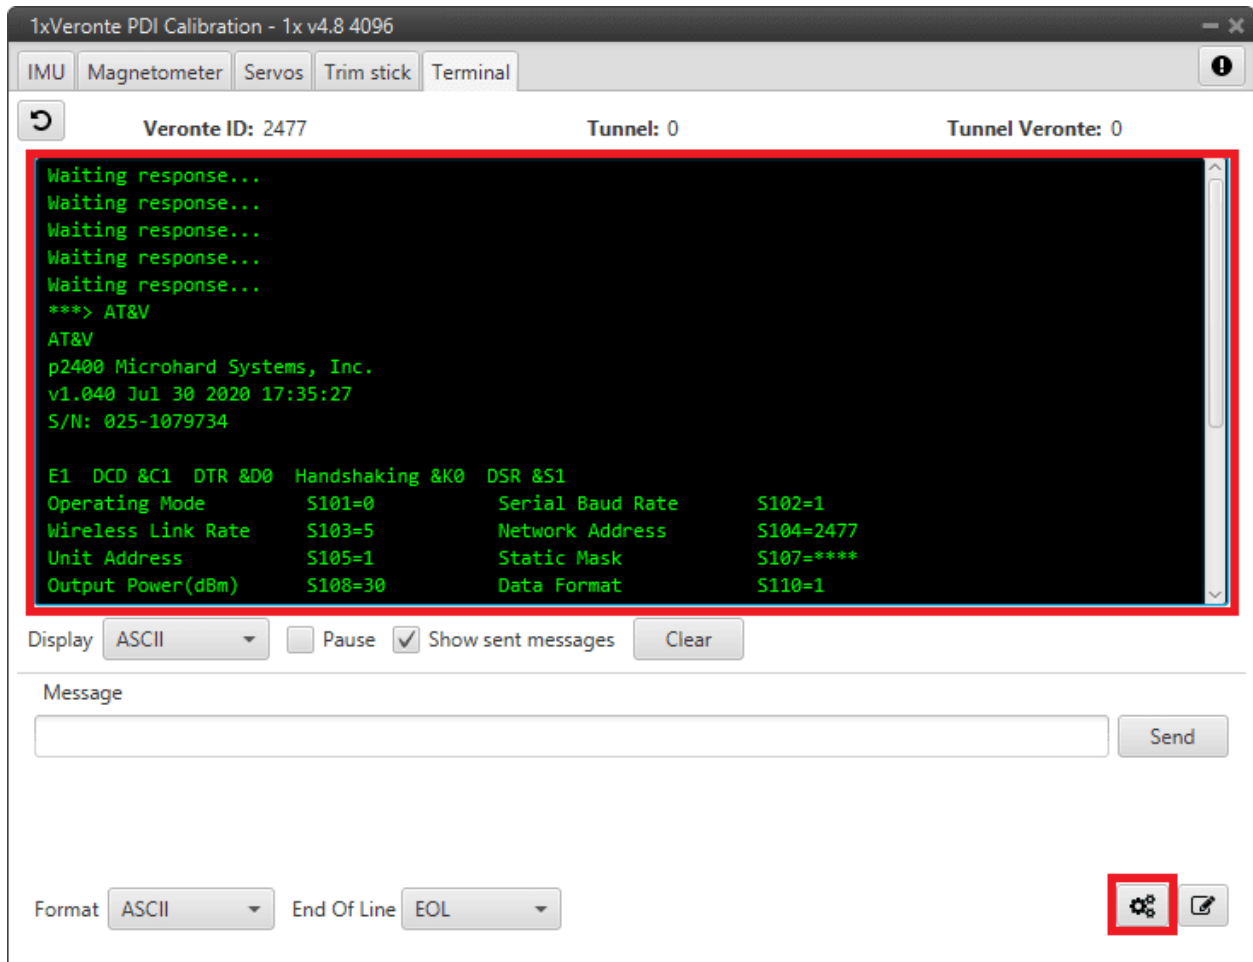 1xVeronte PDI Calibration - 1x v4.8 4096
IMU Magnetometer Servos Trim stick Terminal
Veronte ID: 2477 Tunnel: 0 Tunnel Veronte: 0
Waiting response...
Waiting response...
Waiting response...
Waiting response...
Waiting response...
***> AT&V
AT&V
p2400 Microhard Systems, Inc.
v1.040 Jul 30 2020 17:35:27
S/N: 025-1079734
E1 DCD &C1 DTR &D0 Handshaking &K0 DSR &S1
Operating Mode S101=0 Serial Baud Rate S102=1
Wireless Link Rate S103=5 Network Address S104=2477
Unit Address S105=1 Static Mask S107=****
Output Power(dBm) S108=30 Data Format S110=1
Display ASCII Pause Show sent messages Clear
Message
Send
Format ASCII End Of Line EOL